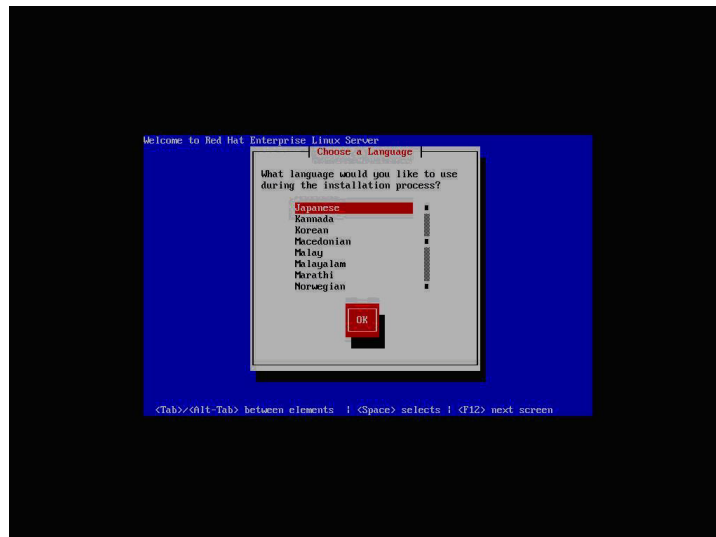 Welcome to Red Hat Enterprise Linux Server
Choose a Language
What language would you like to use
during the installation process?
Japanese
Kannada
Korean
Macedonian
Malay
Malayalam
Marathi
Norwegian
OK
<Tab>/<Alt-Tab> between elements | <Space> selects | <F12> next screen